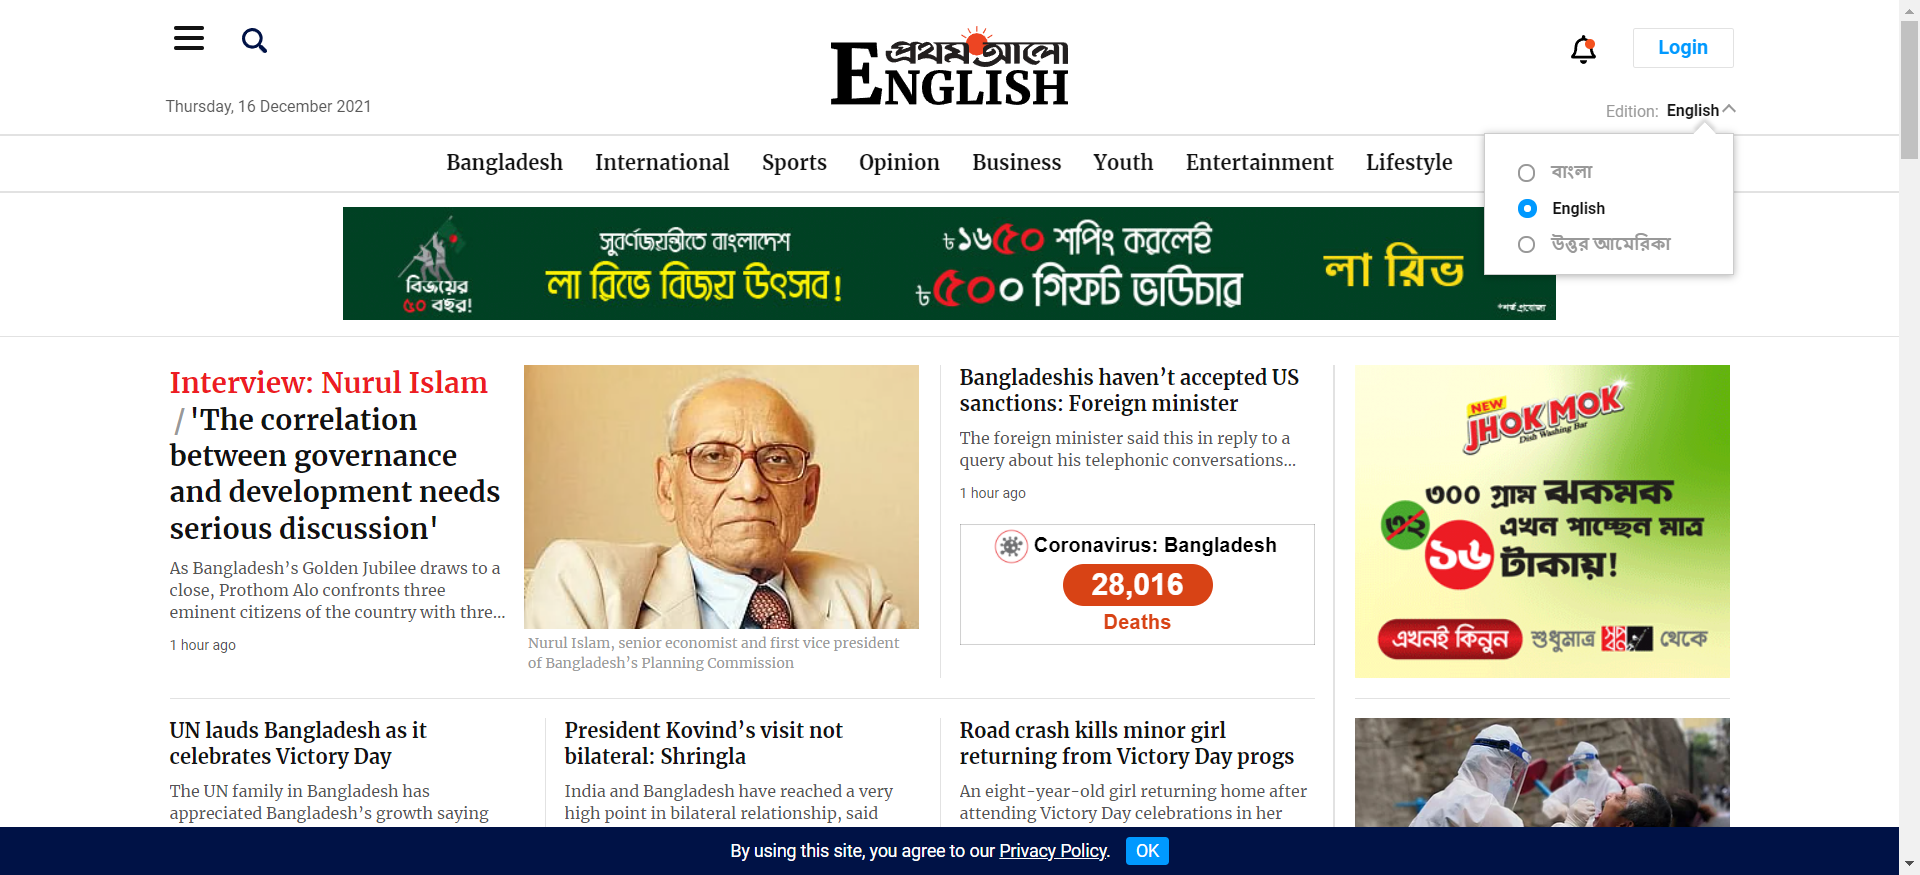 প্রথম আলো
ENGLISH
Login
Thursday, 16 December 2021
Edition: English
Bangladesh International Sports Opinion Business Youth Entertainment Lifestyle
বাংলা
English
উত্তর আমেরিকা
বিজয়ের
৫০ বছর!
সুবর্ণজয়ন্তীতে বাংলাদেশ
লা রিভে বিজয় উৎসব!
৳১৬৫০ শপিং করলেই
৳৫০০ গিফট ভাউচার
লা রিভ
*শর্ত প্রযোজ্য
Interview: Nurul Islam
/ 'The correlation
between governance
and development needs
serious discussion'
As Bangladesh’s Golden Jubilee draws to a
close, Prothom Alo confronts three
eminent citizens of the country with thre...
1 hour ago
Nurul Islam, senior economist and first vice president
of Bangladesh’s Planning Commission
Bangladeshis haven’t accepted US
sanctions: Foreign minister
The foreign minister said this in reply to a
query about his telephonic conversations...
1 hour ago
Coronavirus: Bangladesh
28,016
Deaths
NEW
JHOK MOK
Dish Washing Bar
৩০০ গ্রাম ঝকমক
৩২ এখন পাচ্ছেন মাত্র
১৬ টাকায়!
এখনই কিনুন শুধুমাত্র স্বপ্ন থেকে
UN lauds Bangladesh as it
celebrates Victory Day
The UN family in Bangladesh has
appreciated Bangladesh’s growth saying
President Kovind’s visit not
bilateral: Shringla
India and Bangladesh have reached a very
high point in bilateral relationship, said
Road crash kills minor girl
returning from Victory Day progs
An eight-year-old girl returning home after
attending Victory Day celebrations in her
By using this site, you agree to our Privacy Policy. OK